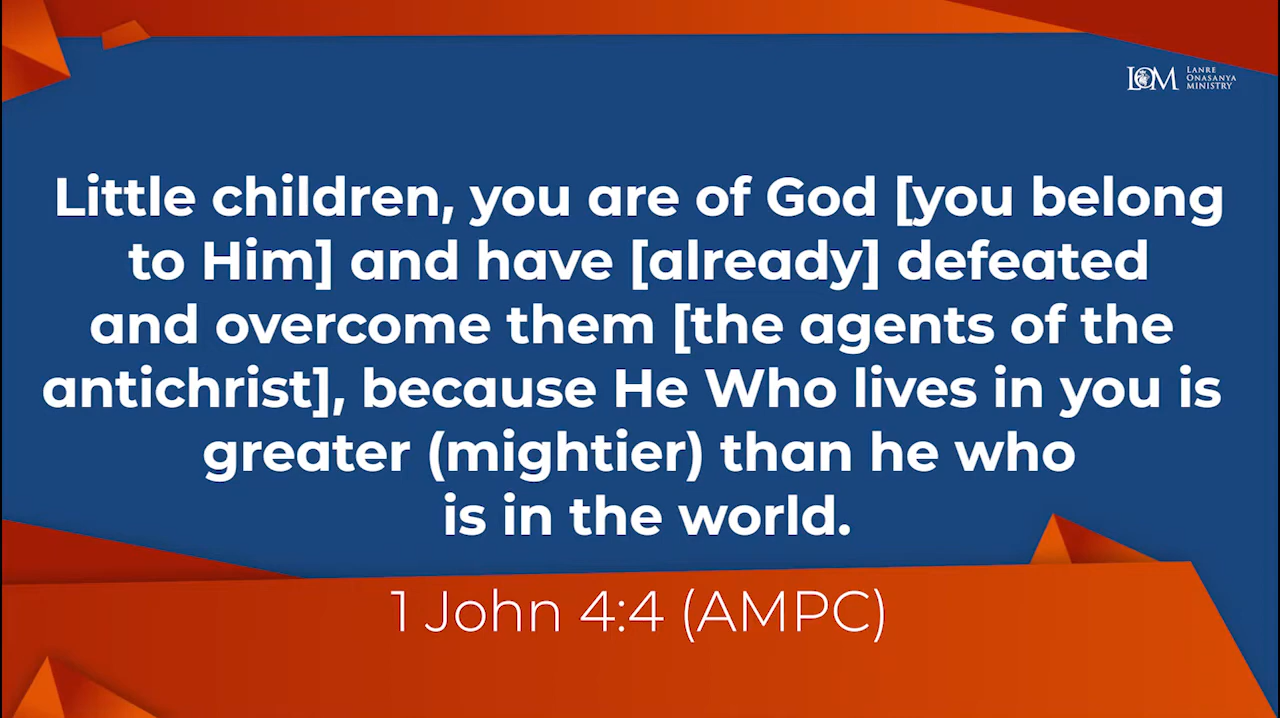 LOM LANRE
ONASANYA
MINISTRY
Little children, you are of God [you belong
to Him] and have [already] defeated
and overcome them [the agents of the
antichrist], because He Who lives in you is
greater (mightier) than he who
is in the world.
1 John 4:4 (AMPC)